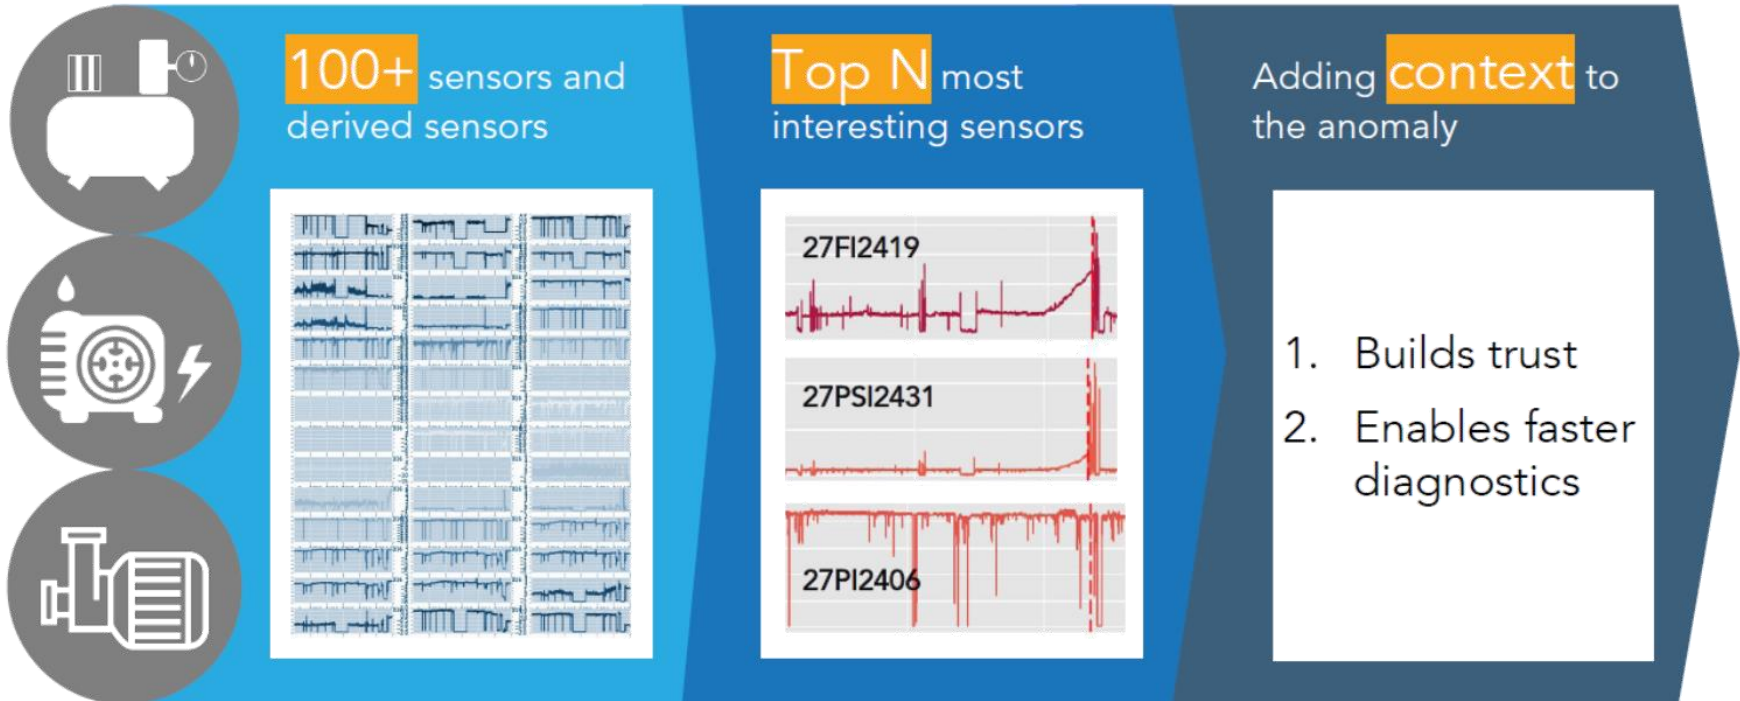 100+ sensors and
derived sensors
Top N most
interesting sensors
27FI2419
27PSI2431
27PI2406
Adding context to
the anomaly
1. Builds trust
2. Enables faster
diagnostics